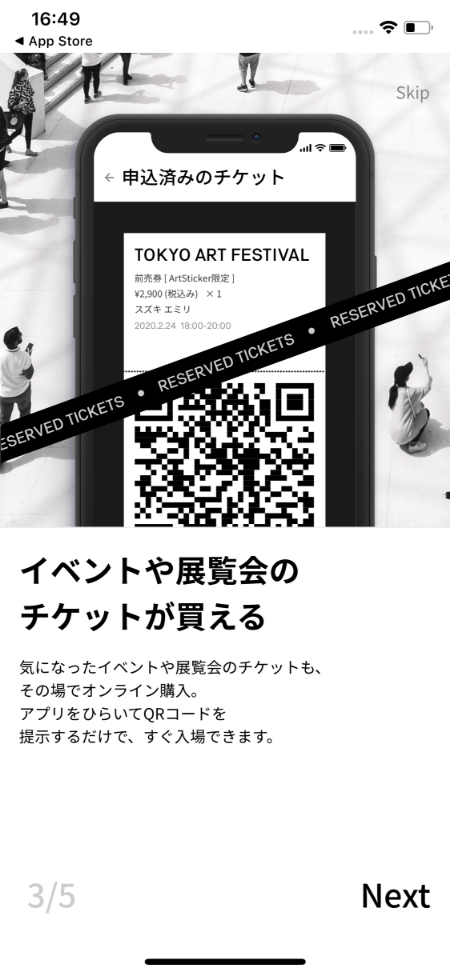 16:49
◀ App Store
Skip
← 申込済みのチケット
TOKYO ART FESTIVAL
前売券 [ ArtSticker限定 ]
¥2,900 (税込み) × 1
スズキ エミリ
2020.2.24 18:00-20:00
ESERVED TICKETS • RESERVED TICKETS • RESERVED TICKE
イベントや展覧会の
チケットが買える
気になったイベントや展覧会のチケットも、
その場でオンライン購入。
アプリをひらいてQRコードを
提示するだけで、すぐ入場できます。
3/5
Next